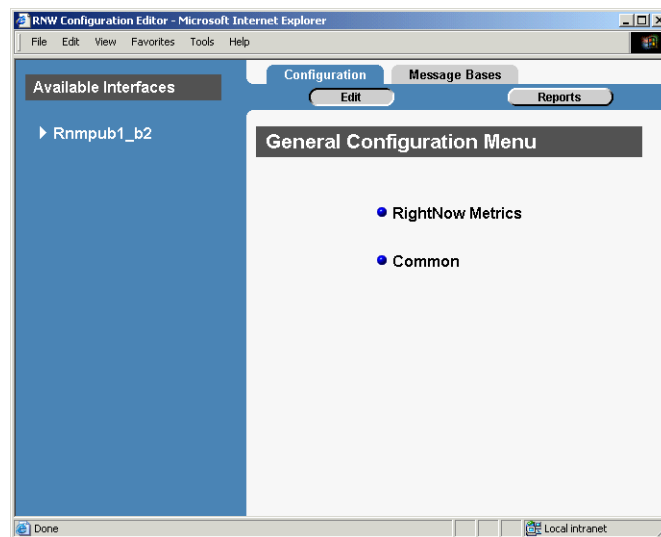 RNW Configuration Editor - Microsoft Internet Explorer
File Edit View Favorites Tools Help
Available Interfaces
Rnmpub1_b2
Configuration Message Bases
Edit Reports
General Configuration Menu
RightNow Metrics
Common
Done Local intranet